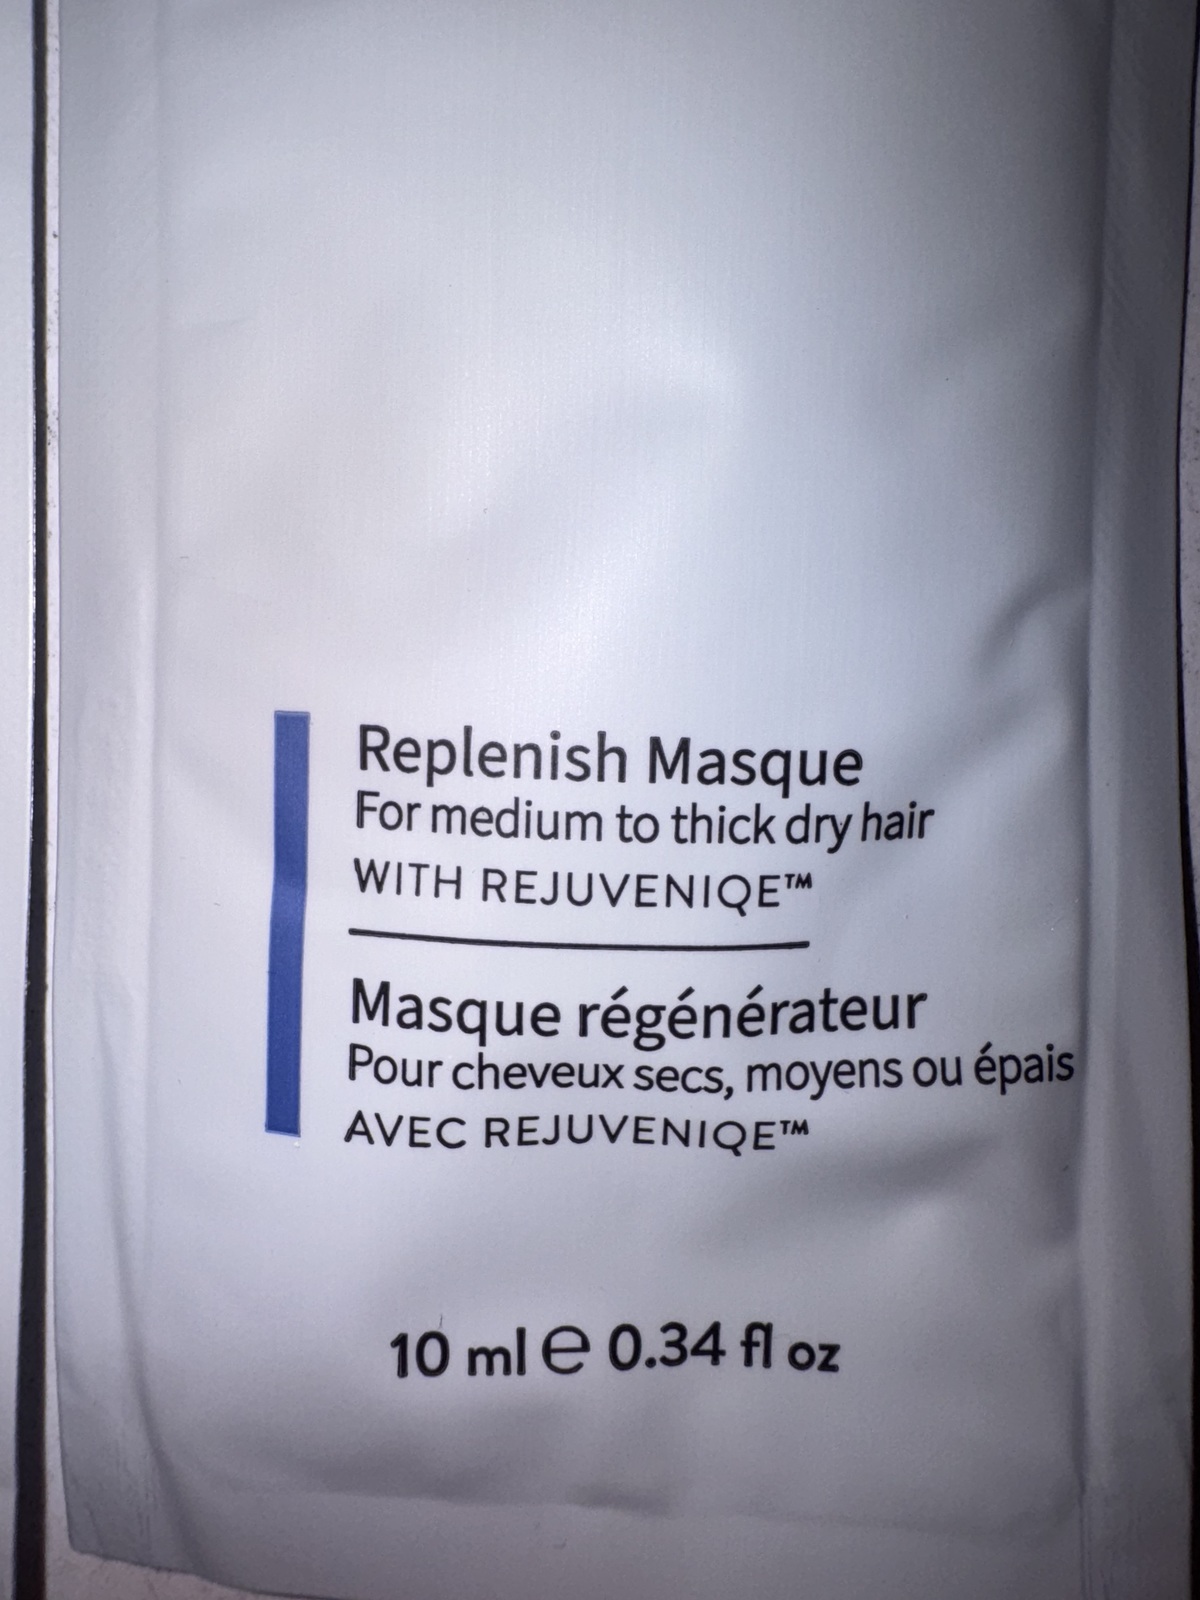 Replenish Masque
For medium to thick dry hair
WITH REJUVENIQE™
Masque régénérateur
Pour cheveux secs, moyens ou épais
AVEC REJUVENIQE™
10 ml ℮ 0.34 fl oz